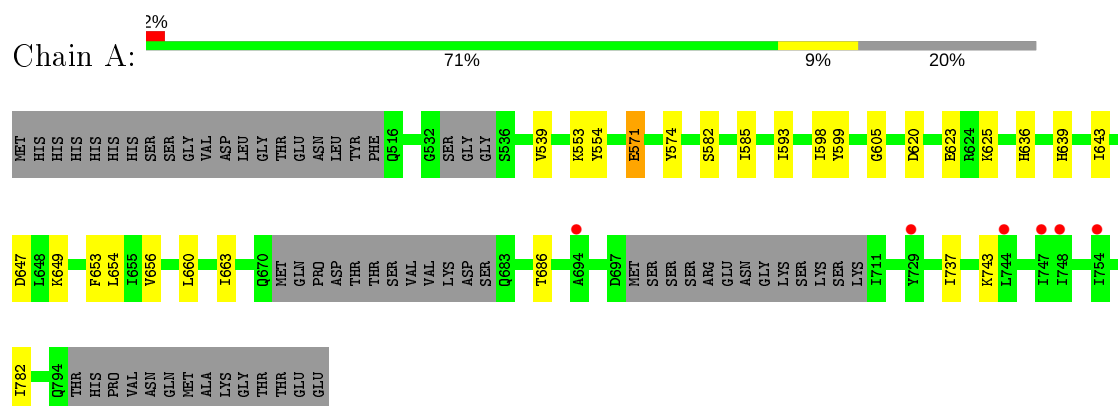 2%
Chain A:
71% 9% 20%
MET HIS HIS HIS HIS HIS HIS SER SER GLY VAL ASP LEU GLY THR GLU ASN LEU TYR PHE Q516 G532 SER GLY GLY S536 V539 K553 Y554 E571 Y574 S582 I585 I593 I598 Y599 G605 D620 E623 R624 K625 H636 H639 I643
D647 L648 K649 F653 L654 I655 V656 L660 I663 Q670 MET GLN PRO ASP THR THR SER VAL VAL LYS ASP SER Q683 T686 A694 D697 MET SER SER SER ARG GLU ASN GLY LYS SER LYS SER LYS I711 Y729 I737 K743 L744 I747 I748 I754
I782 Q794 THR HIS PRO VAL ASN GLN MET ALA LYS GLY THR THR GLU GLU